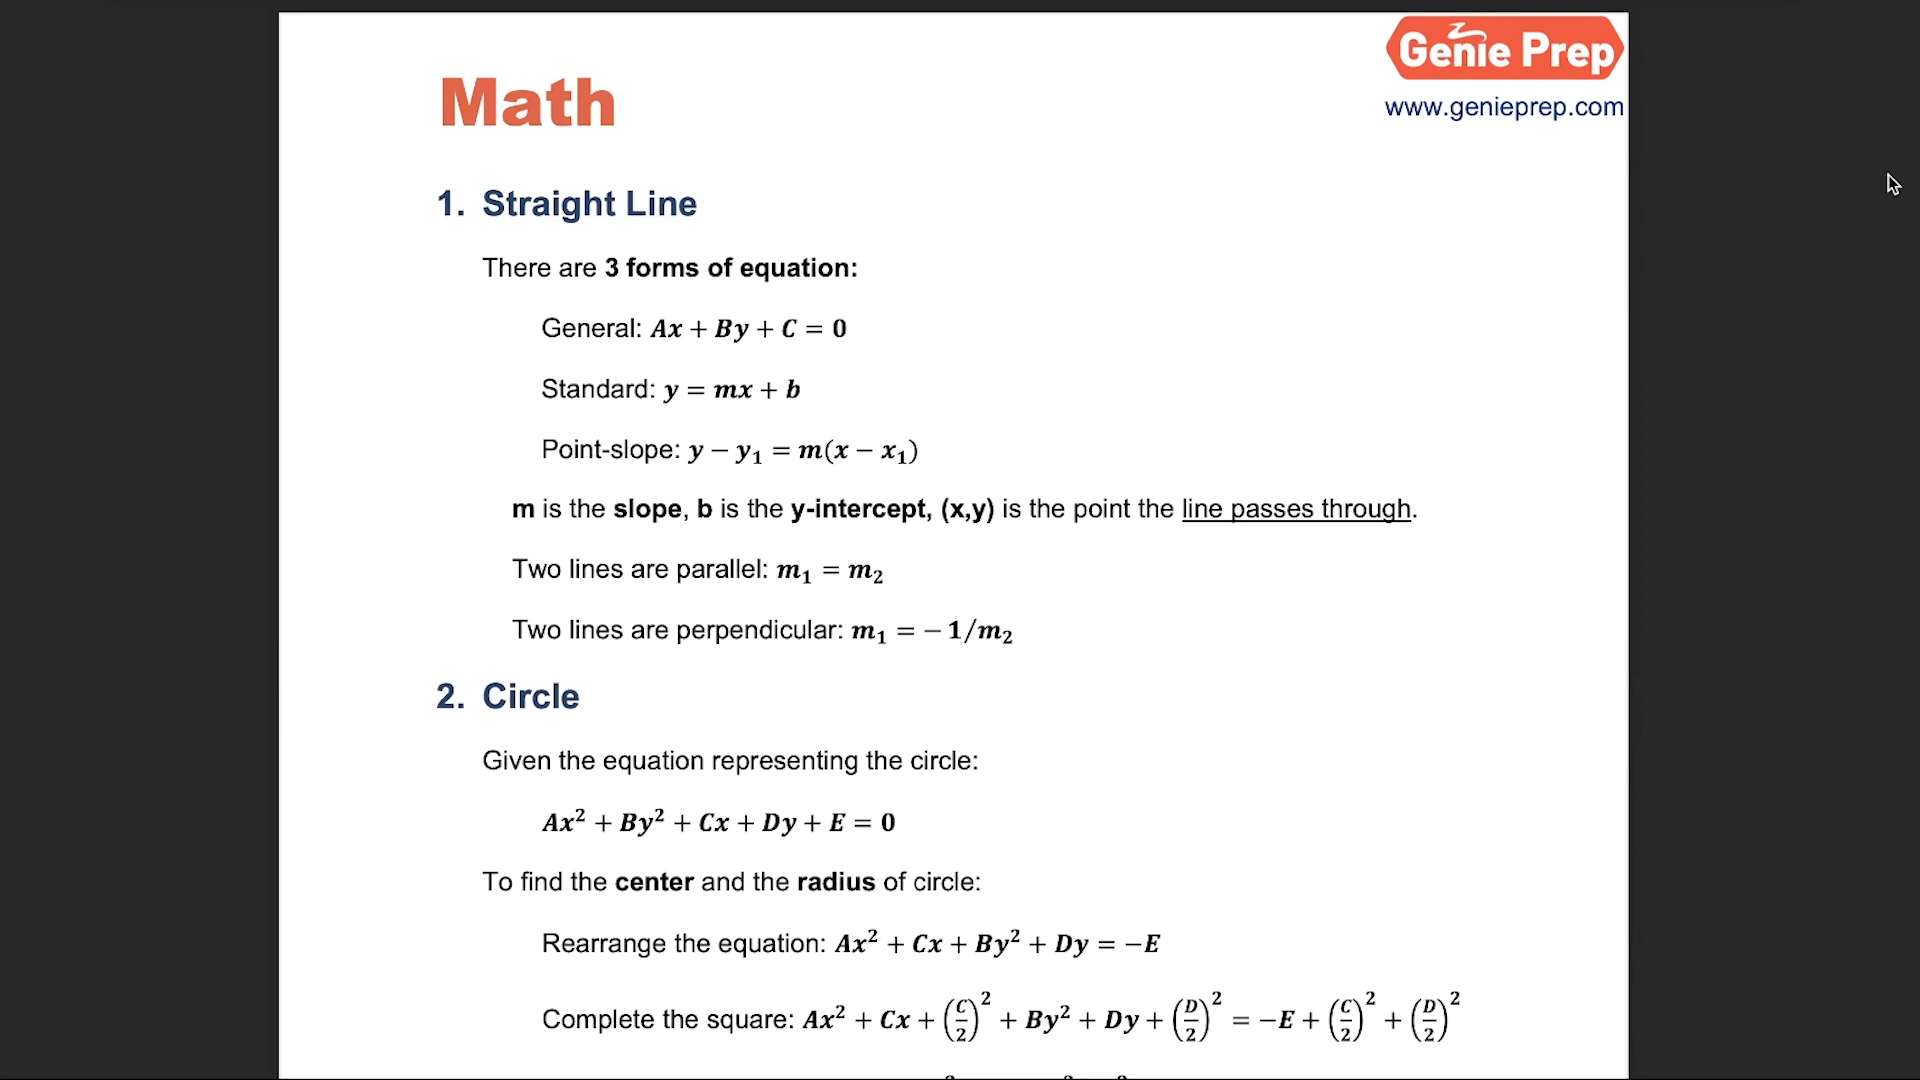 Genie Prep
www.genieprep.com
Math
1. Straight Line
There are 3 forms of equation:
General: Ax + By + C = 0
Standard: y = mx + b
Point-slope: y − y₁ = m(x − x₁)
m is the slope, b is the y-intercept, (x,y) is the point the line passes through.
Two lines are parallel: m₁ = m₂
Two lines are perpendicular: m₁ = − 1/m₂
2. Circle
Given the equation representing the circle:
Ax² + By² + Cx + Dy + E = 0
To find the center and the radius of circle:
Rearrange the equation: Ax² + Cx + By² + Dy = −E
Complete the square: Ax² + Cx + (C/2)² + By² + Dy + (D/2)² = −E + (C/2)² + (D/2)²